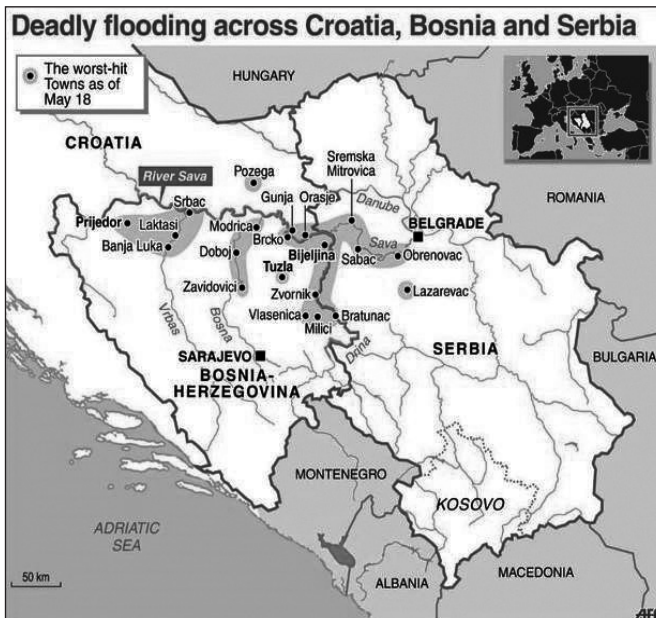 Deadly flooding across Croatia, Bosnia and Serbia
The worst-hit
Towns as of
May 18
HUNGARY
CROATIA
River Sava
Pozega
Sremska
Mitrovica
ROMANIA
Srbac
Gunja
Orasje
Danube
Prijedor
Laktasi
Modrica
Brcko
BELGRADE
Banja Luka
Doboj
Bijeljina
Sava
Sabac
Obrenovac
Tuzla
Zavidovici
Zvornik
Lazarevac
Vrbas
Bosna
Vlasenica
Milici
Bratunac
Drina
SARAJEVO
BOSNIA-
HERZEGOVINA
SERBIA
BULGARIA
MONTENEGRO
KOSOVO
ADRIATIC
SEA
50 km
ALBANIA
MACEDONIA